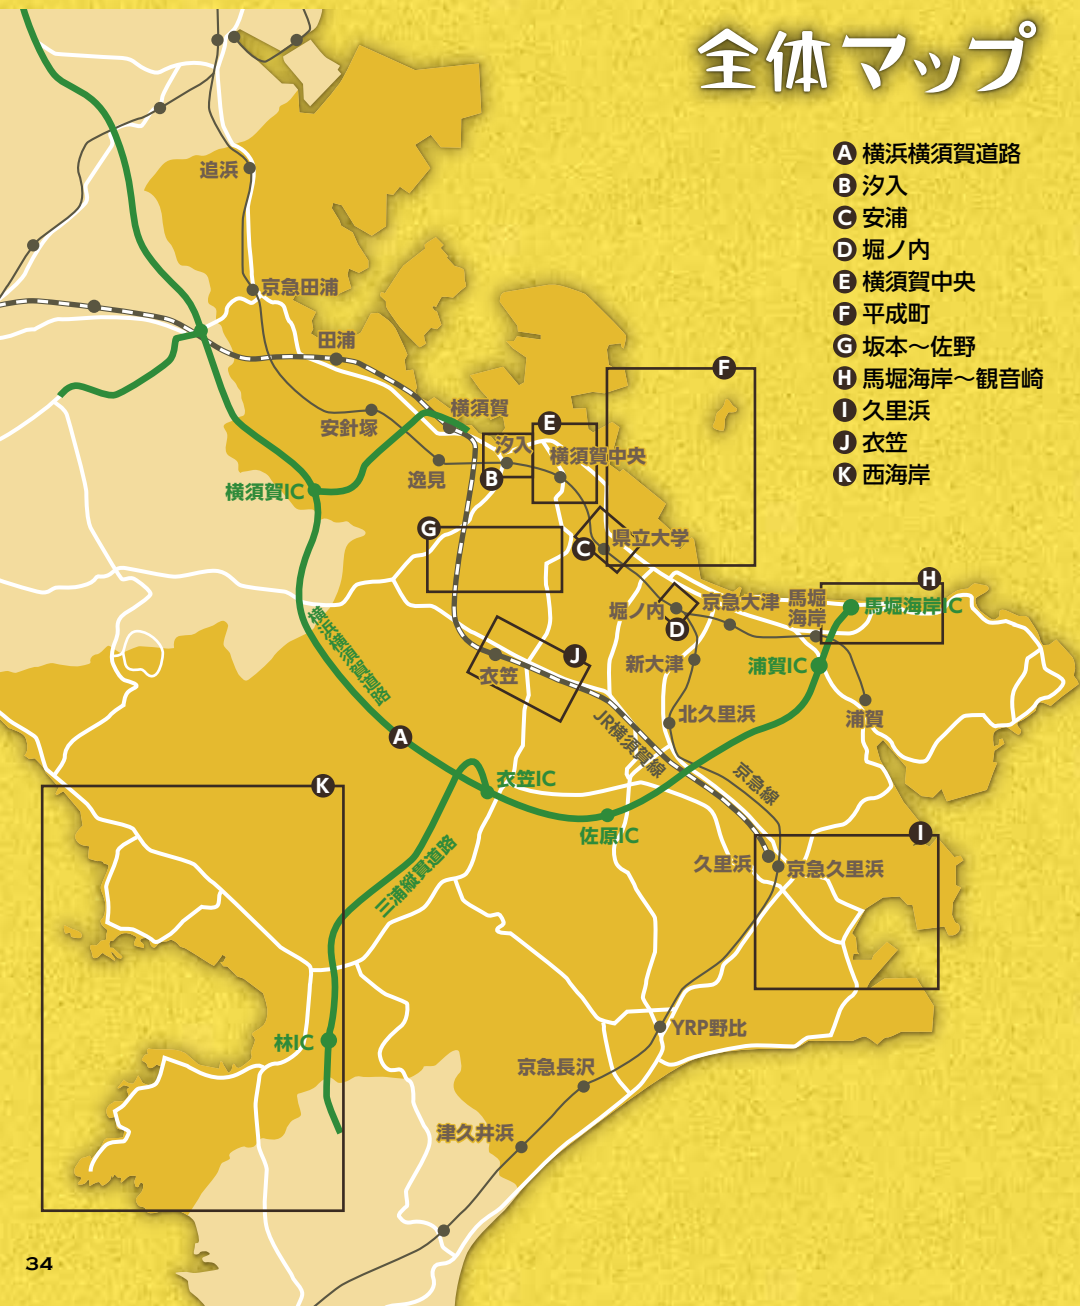 全体マップ
A 横浜横須賀道路
B 汐入
C 安浦
D 堀ノ内
E 横須賀中央
F 平成町
G 坂本〜佐野
H 馬堀海岸〜観音崎
I 久里浜
J 衣笠
K 西海岸
追浜
京急田浦
田浦
F
横須賀
安針塚
E
汐入
横須賀中央
逸見
B
横須賀IC
G
県立大学
C
H
馬堀
海岸
馬堀海岸IC
京急大津
堀ノ内
D
横浜横須賀道路
J
新大津
浦賀IC
衣笠
北久里浜
浦賀
JR横須賀線
A
京急線
衣笠IC
K
佐原IC
I
三浦縦貫道路
久里浜
京急久里浜
YRP野比
林IC
京急長沢
津久井浜
34